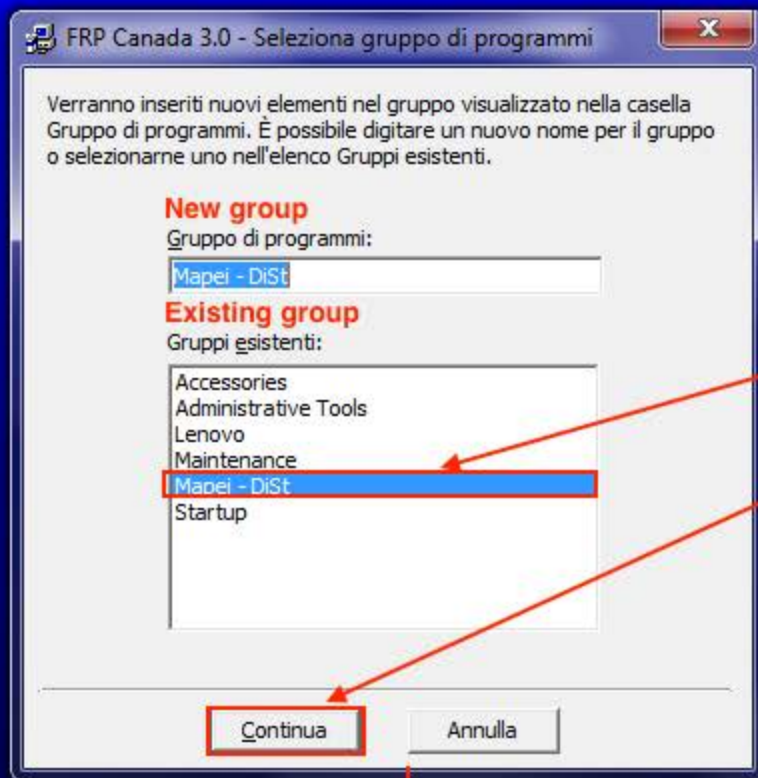 FRP Canada 3.0 - Seleziona gruppo di programmi
Verranno inseriti nuovi elementi nel gruppo visualizzato nella casella
Gruppo di programmi. È possibile digitare un nuovo nome per il gruppo
o selezionarne uno nell'elenco Gruppi esistenti.
New group
Gruppo di programmi:
Mapei - DiSt
Existing group
Gruppi esistenti:
Accessories
Administrative Tools
Lenovo
Maintenance
Mapei - DiSt
Startup
Continua
Annulla